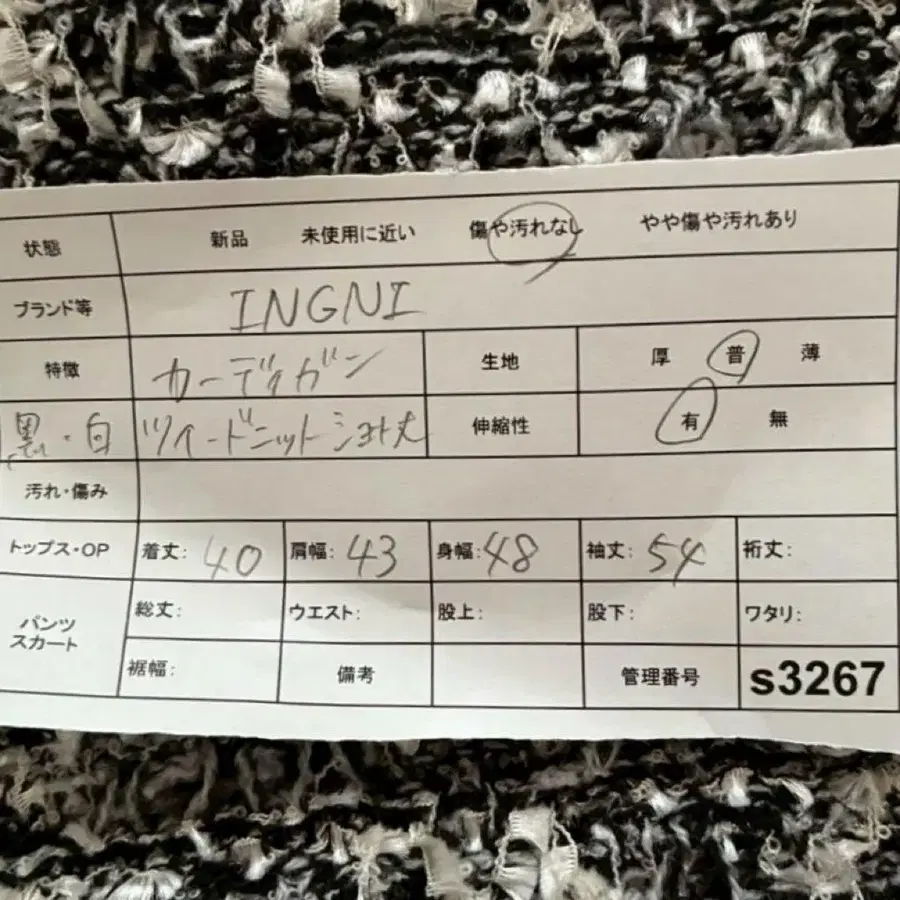 状態 新品 未使用に近い 傷や汚れなし やや傷や汚れあり
ブランド等 INGNI
特徴 カーディガン 生地 厚 普 薄
黒・白 ツイードニットショート丈 伸縮性 有 無
汚れ・傷み
トップス・OP 着丈: 40 肩幅: 43 身幅: 48 袖丈: 54 裄丈:
パンツ スカート 総丈: ウエスト: 股上: 股下: ワタリ:
裾幅: 備考 管理番号 s3267